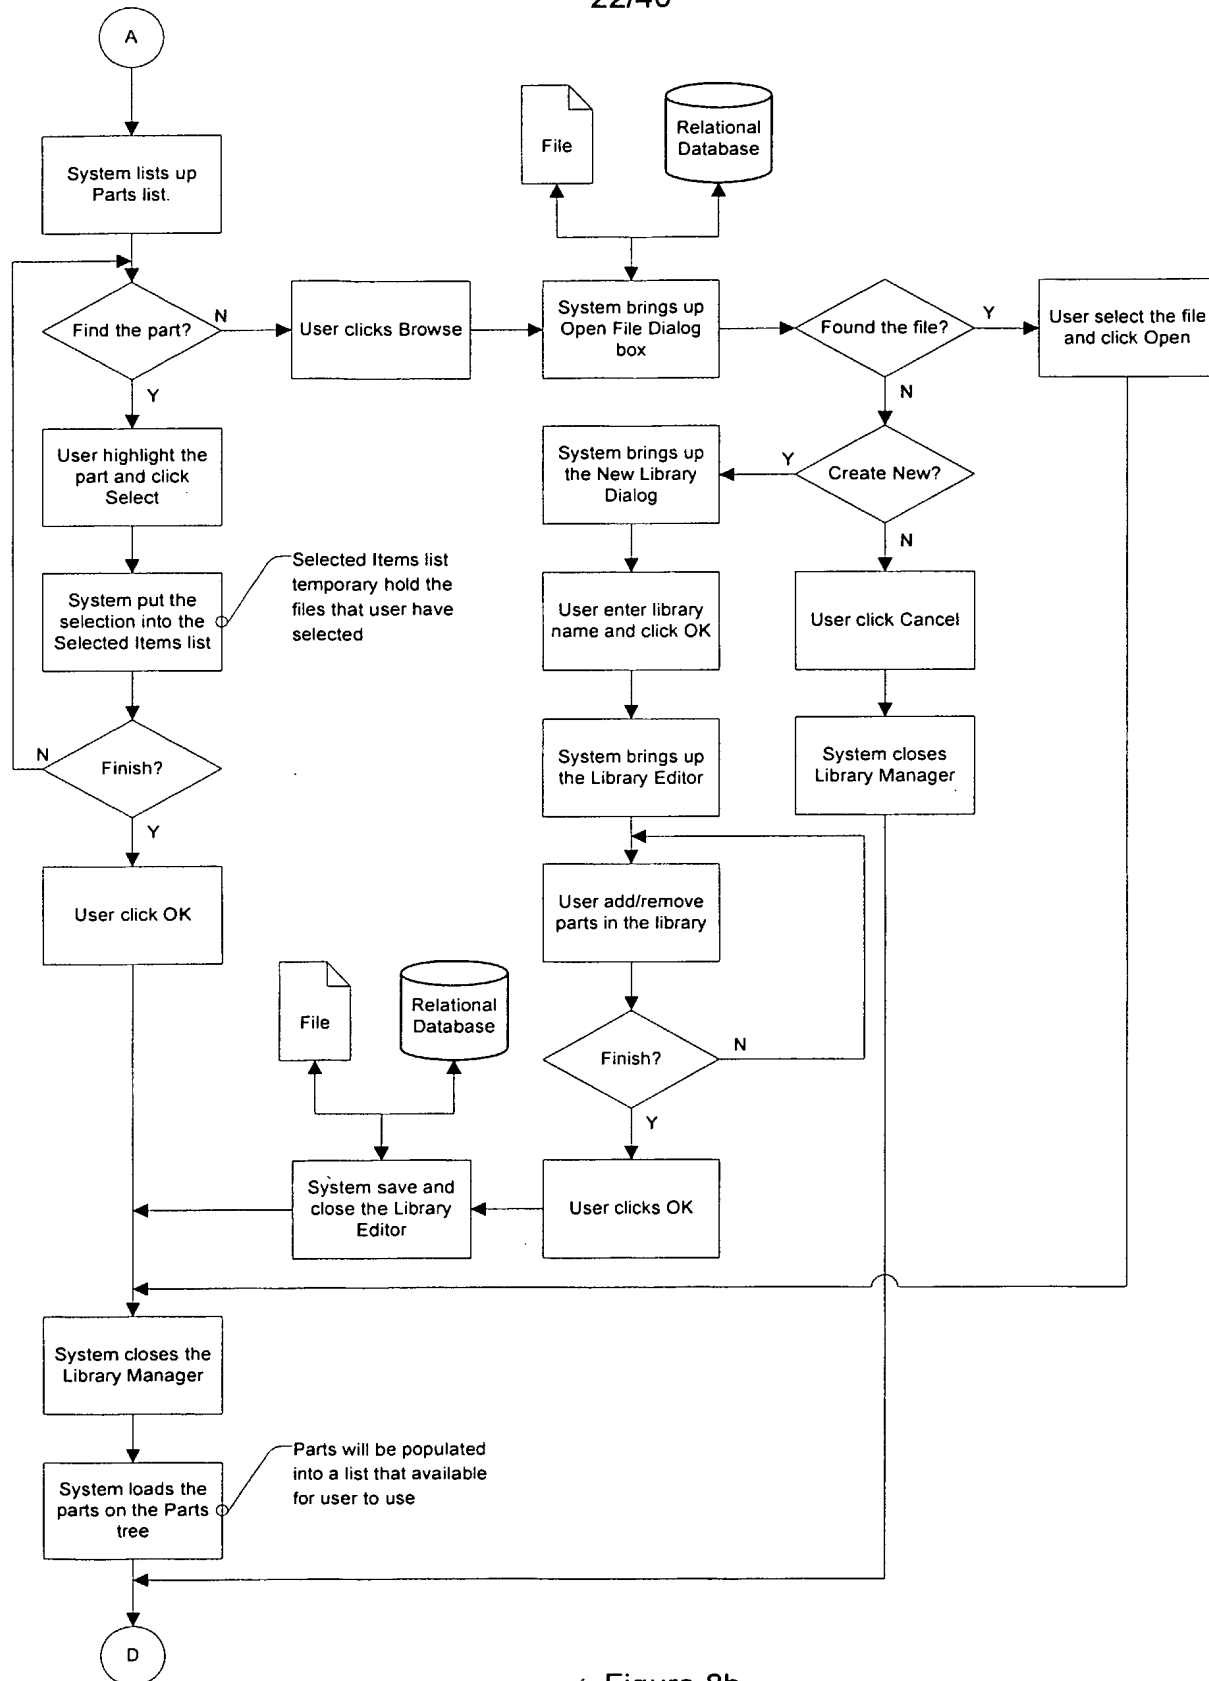 22/40
A
File
Relational
Database
System lists up
Parts list.
Find the part?
N
User clicks Browse
System brings up
Open File Dialog
box
Found the file?
Y
User select the file
and click Open
Y
N
User highlight the
part and click
Select
System brings up
the New Library
Dialog
Y
Create New?
N
System put the
selection into the
Selected Items list
Selected Items list
temporary hold the
files that user have
selected
User enter library
name and click OK
User click Cancel
N
Finish?
Y
System brings up
the Library Editor
System closes
Library Manager
User click OK
User add/remove
parts in the library
File
Relational
Database
Finish?
N
Y
System save and
close the Library
Editor
User clicks OK
System closes the
Library Manager
Parts will be populated
into a list that available
for user to use
System loads the
parts on the Parts
tree
D
Figure 8b